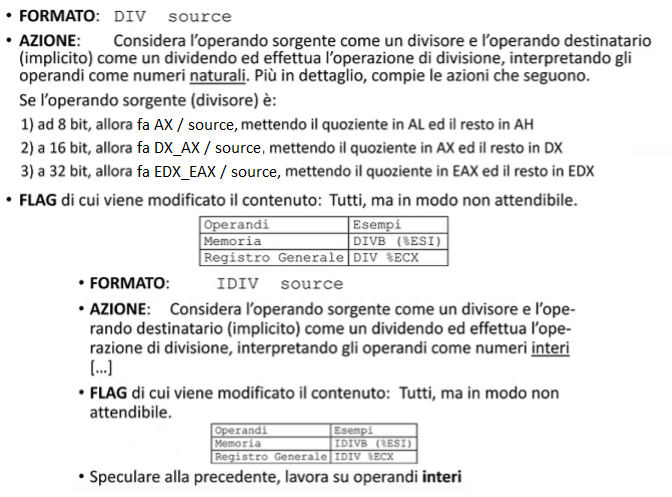 • FORMATO: DIV source
• AZIONE: Considera l'operando sorgente come un divisore e l'operando destinatario
(implicito) come un dividendo ed effettua l'operazione di divisione, interpretando gli
operandi come numeri naturali. Più in dettaglio, compie le azioni che seguono.
Se l'operando sorgente (divisore) è:
1) ad 8 bit, allora fa AX / source, mettendo il quoziente in AL ed il resto in AH
2) a 16 bit, allora fa DX_AX / source, mettendo il quoziente in AX ed il resto in DX
3) a 32 bit, allora fa EDX_EAX / source, mettendo il quoziente in EAX ed il resto in EDX
• FLAG di cui viene modificato il contenuto: Tutti, ma in modo non attendibile.
Operandi Esempi
Memoria DIVB (%ESI)
Registro Generale DIV %ECX
• FORMATO: IDIV source
• AZIONE: Considera l'operando sorgente come un divisore e l'ope-
rando destinatario (implicito) come un dividendo ed effettua l'ope-
razione di divisione, interpretando gli operandi come numeri interi
[...]
• FLAG di cui viene modificato il contenuto: Tutti, ma in modo non
attendibile.
Operandi Esempi
Memoria IDIVB (%ESI)
Registro Generale IDIV %ECX
• Speculare alla precedente, lavora su operandi interi